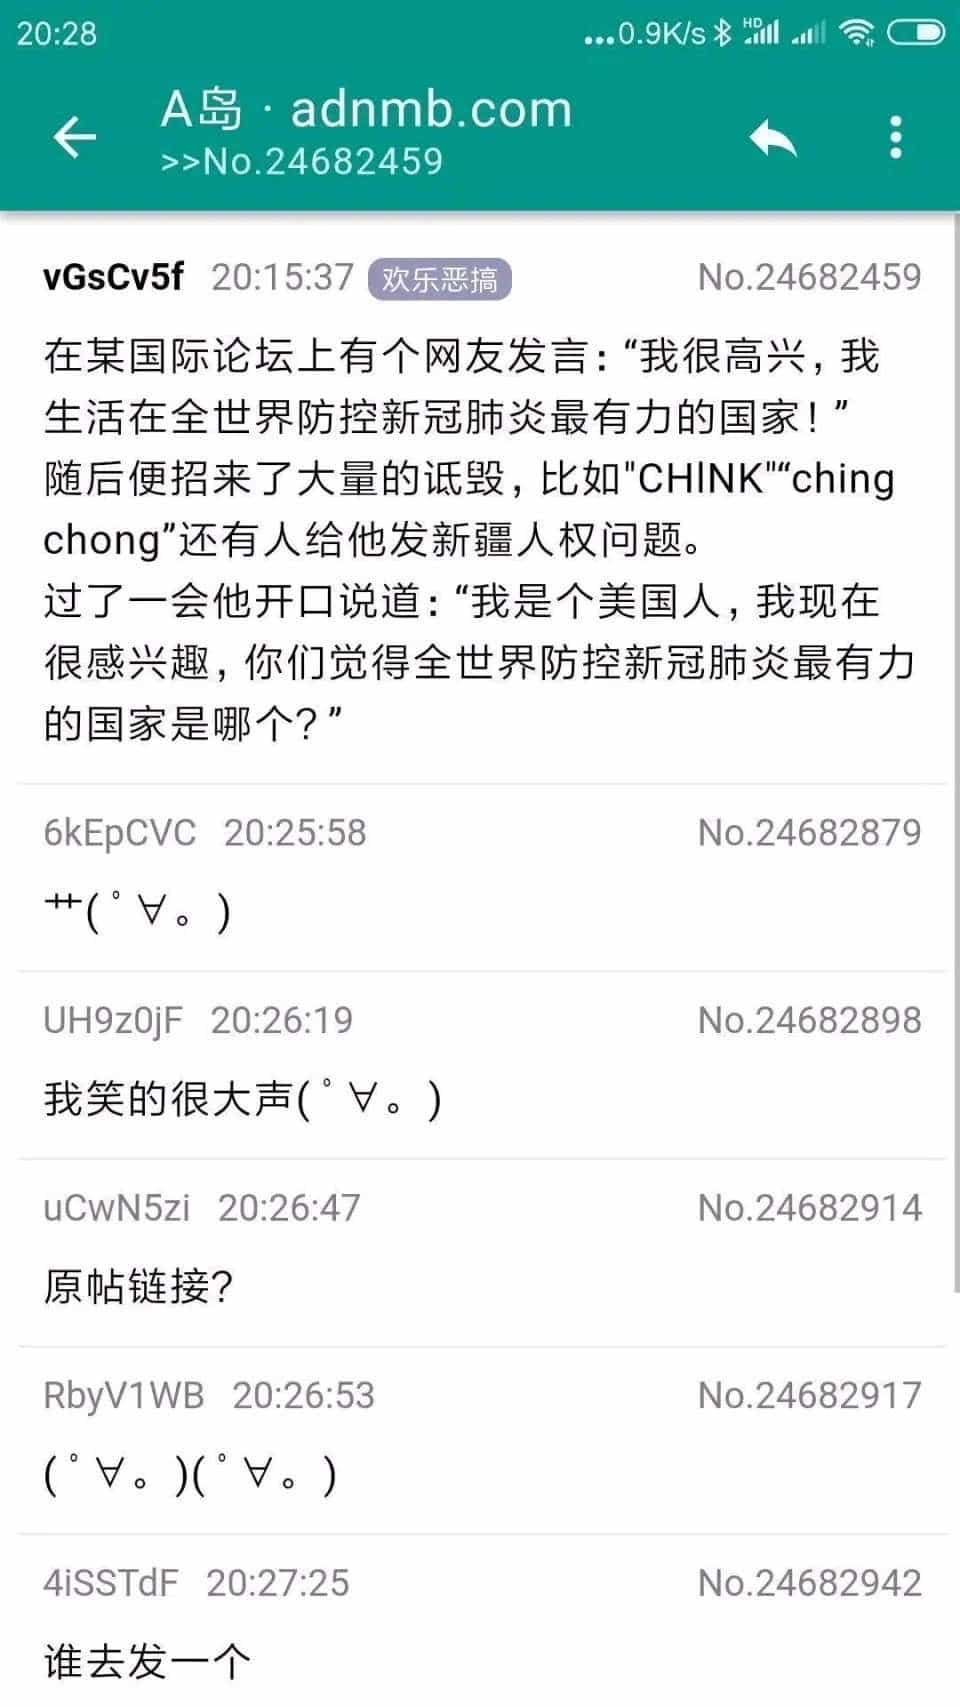 20:28
...0.9K/s HD
A岛 · adnmb.com
>>No.24682459
vGsCv5f 20:15:37 欢乐恶搞 No.24682459
在某国际论坛上有个网友发言：“我很高兴，我
生活在全世界防控新冠肺炎最有力的国家！”
随后便招来了大量的诋毁，比如"CHlNK"“ching
chong”还有人给他发新疆人权问题。
过了一会他开口说道：“我是个美国人，我现在
很感兴趣，你们觉得全世界防控新冠肺炎最有力
的国家是哪个？”
6kEpCVC 20:25:58 No.24682879
艹( ﾟ∀。)
UH9z0jF 20:26:19 No.24682898
我笑的很大声( ﾟ∀。)
uCwN5zi 20:26:47 No.24682914
原帖链接？
RbyV1WB 20:26:53 No.24682917
( ﾟ∀。)( ﾟ∀。)
4iSSTdF 20:27:25 No.24682942
谁去发一个